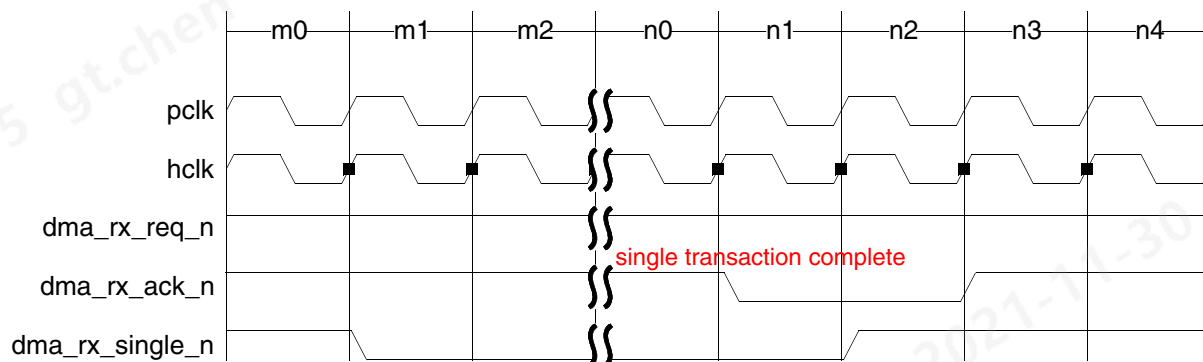 m0 m1 m2 n0 n1 n2 n3 n4
pclk
hclk
dma_rx_req_n
single transaction complete
dma_rx_ack_n
dma_rx_single_n
5 gt.chen
2021-11-30